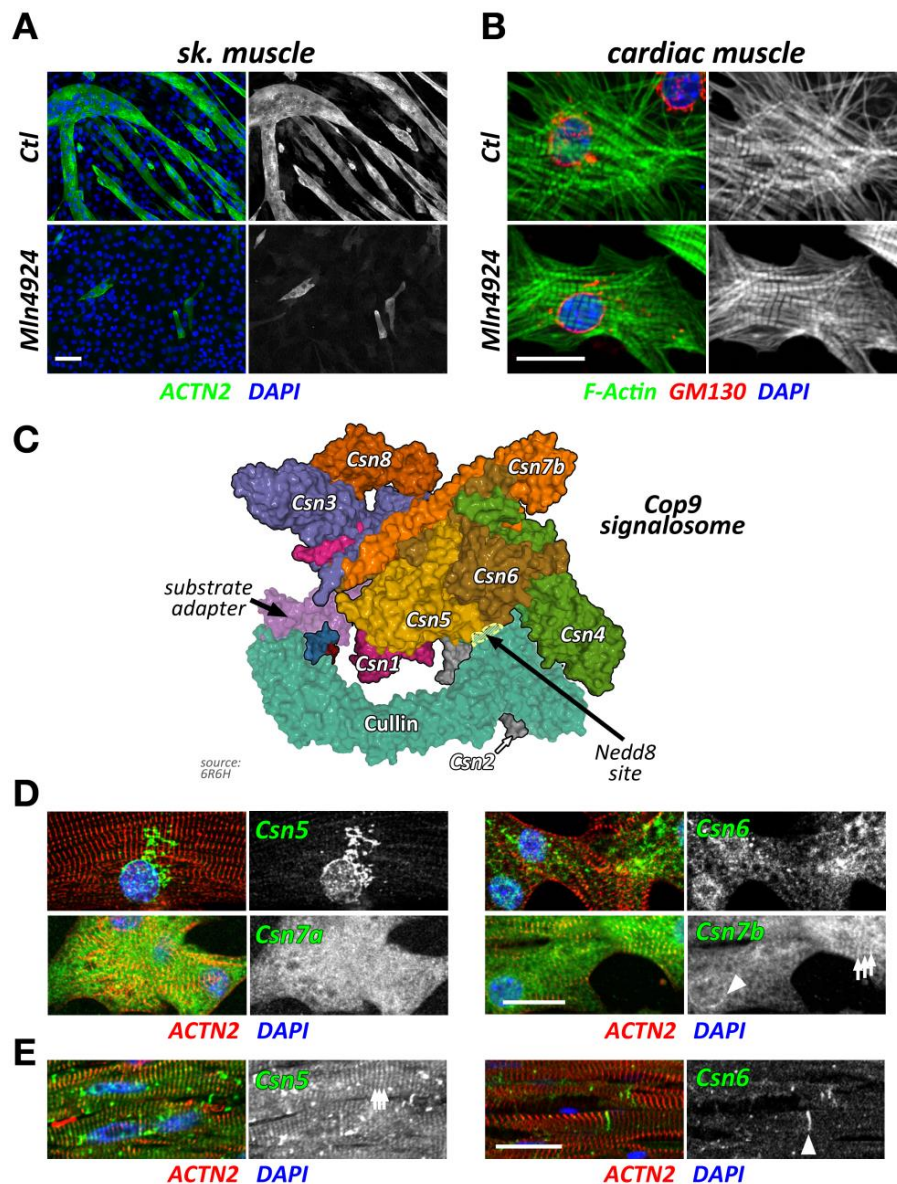 A
sk. muscle
Ctl
Mln4924
ACTN2 DAPI
B
cardiac muscle
Ctl
Mln4924
F-Actin GM130 DAPI
C
Csn8
Csn7b
Csn3
Cop9
signalosome
Csn6
substrate
adapter
Csn5
Csn4
Csn1
Cullin
Csn2
Nedd8
site
source:
6R6H
D
Csn5
Csn6
Csn7a
Csn7b
ACTN2 DAPI
ACTN2 DAPI
E
Csn5
Csn6
ACTN2 DAPI
ACTN2 DAPI